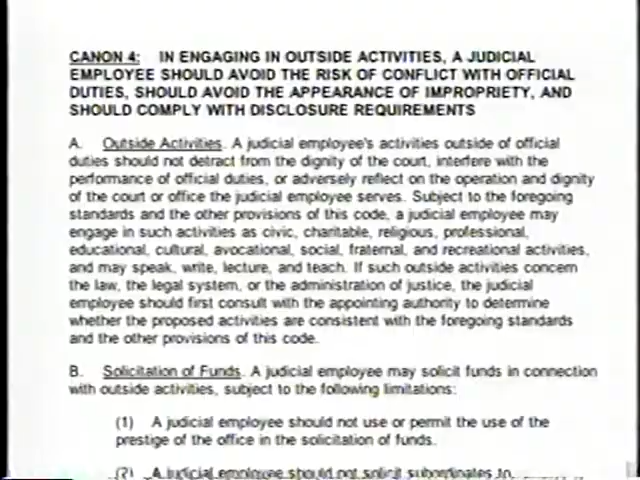 CANON 4: IN ENGAGING IN OUTSIDE ACTIVITIES, A JUDICIAL
EMPLOYEE SHOULD AVOID THE RISK OF CONFLICT WITH OFFICIAL
DUTIES, SHOULD AVOID THE APPEARANCE OF IMPROPRIETY, AND
SHOULD COMPLY WITH DISCLOSURE REQUIREMENTS
A. Outside Activities. A judicial employee's activities outside of official
duties should not detract from the dignity of the court, interfere with the
performance of official duties, or adversely reflect on the operation and dignity
of the court or office the judicial employee serves. Subject to the foregoing
standards and the other provisions of this code, a judicial employee may
engage in such activities as civic, charitable, religious, professional,
educational, cultural, avocational, social, fraternal, and recreational activities,
and may speak, write, lecture, and teach. If such outside activities concern
the law, the legal system, or the administration of justice, the judicial
employee should first consult with the appointing authority to determine
whether the proposed activities are consistent with the foregoing standards
and the other provisions of this code.
B. Solicitation of Funds. A judicial employee may solicit funds in connection
with outside activities, subject to the following limitations:
(1) A judicial employee should not use or permit the use of the
prestige of the office in the solicitation of funds.
(2) A judicial employee should not solicit subordinates to